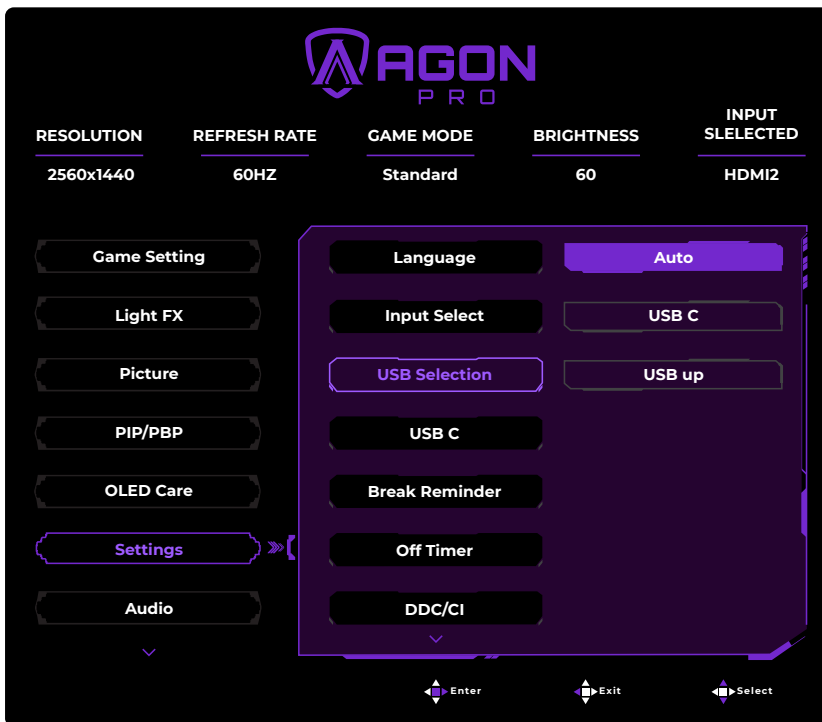 AGON
PRO
RESOLUTION
REFRESH RATE
GAME MODE
BRIGHTNESS
INPUT
SLELECTED
2560x1440
60HZ
Standard
60
HDMI2
Game Setting
Light FX
Picture
PIP/PBP
OLED Care
Settings
Audio
Language
Input Select
USB Selection
USB C
Break Reminder
Off Timer
DDC/CI
Auto
USB C
USB up
Enter
Exit
Select